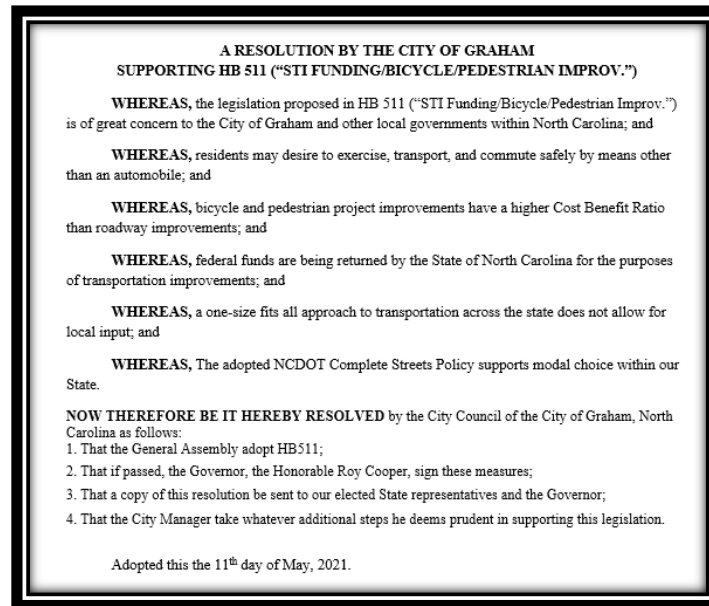 A RESOLUTION BY THE CITY OF GRAHAM
SUPPORTING HB 511 (“STI FUNDING/BICYCLE/PEDESTRIAN IMPROV.”)
WHEREAS, the legislation proposed in HB 511 (“STI Funding/Bicycle/Pedestrian Improv.”)
is of great concern to the City of Graham and other local governments within North Carolina; and
WHEREAS, residents may desire to exercise, transport, and commute safely by means other
than an automobile; and
WHEREAS, bicycle and pedestrian project improvements have a higher Cost Benefit Ratio
than roadway improvements; and
WHEREAS, federal funds are being returned by the State of North Carolina for the purposes
of transportation improvements; and
WHEREAS, a one-size fits all approach to transportation across the state does not allow for
local input; and
WHEREAS, The adopted NCDOT Complete Streets Policy supports modal choice within our
State.
NOW THEREFORE BE IT HEREBY RESOLVED by the City Council of the City of Graham, North
Carolina as follows:
1. That the General Assembly adopt HB511;
2. That if passed, the Governor, the Honorable Roy Cooper, sign these measures;
3. That a copy of this resolution be sent to our elected State representatives and the Governor;
4. That the City Manager take whatever additional steps he deems prudent in supporting this legislation.
Adopted this the 11th day of May, 2021.